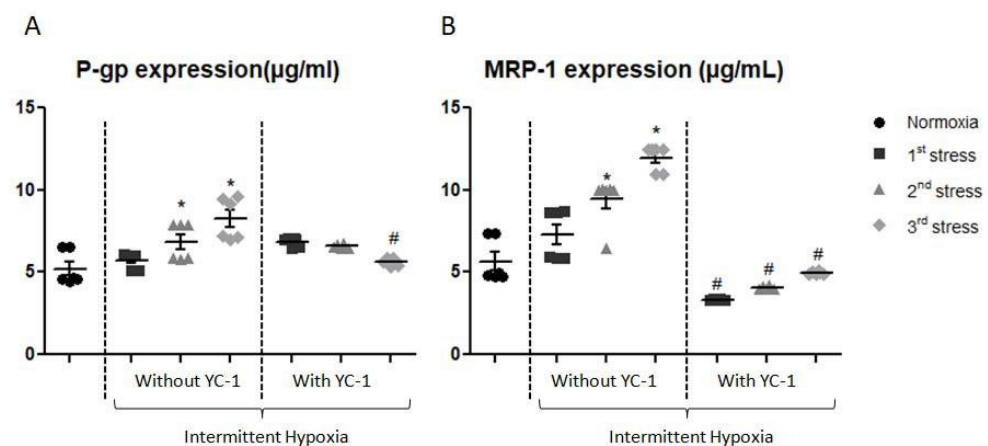 A
P-gp expression(µg/ml)
15
10
5
0
*
*
#
Without YC-1
With YC-1
Intermittent Hypoxia
B
MRP-1 expression (µg/mL)
15
10
5
0
*
*
#
#
#
Without YC-1
With YC-1
Intermittent Hypoxia
Normoxia
1st stress
2nd stress
3rd stress